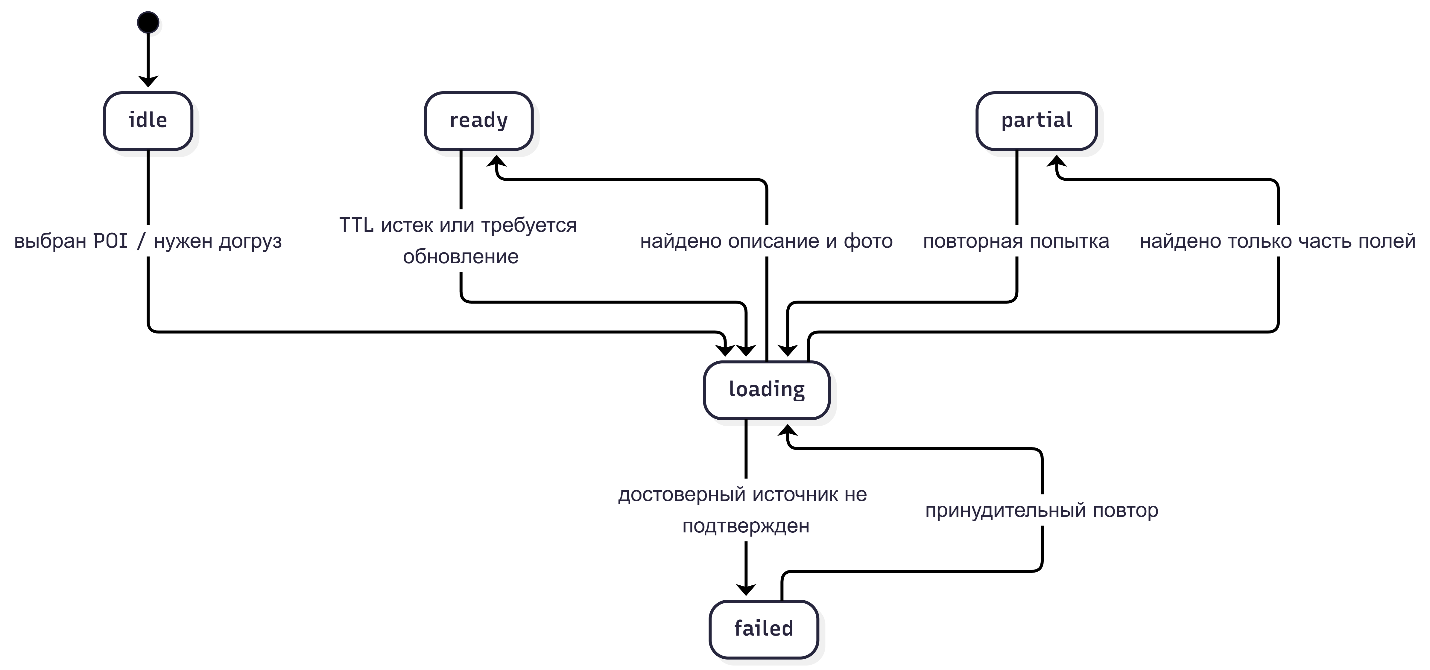 idle
ready
partial
выбран POI / нужен догруз
TTL истек или требуется
обновление
найдено описание и фото
повторная попытка
найдено только часть полей
loading
достоверный источник не
подтвержден
принудительный повтор
failed